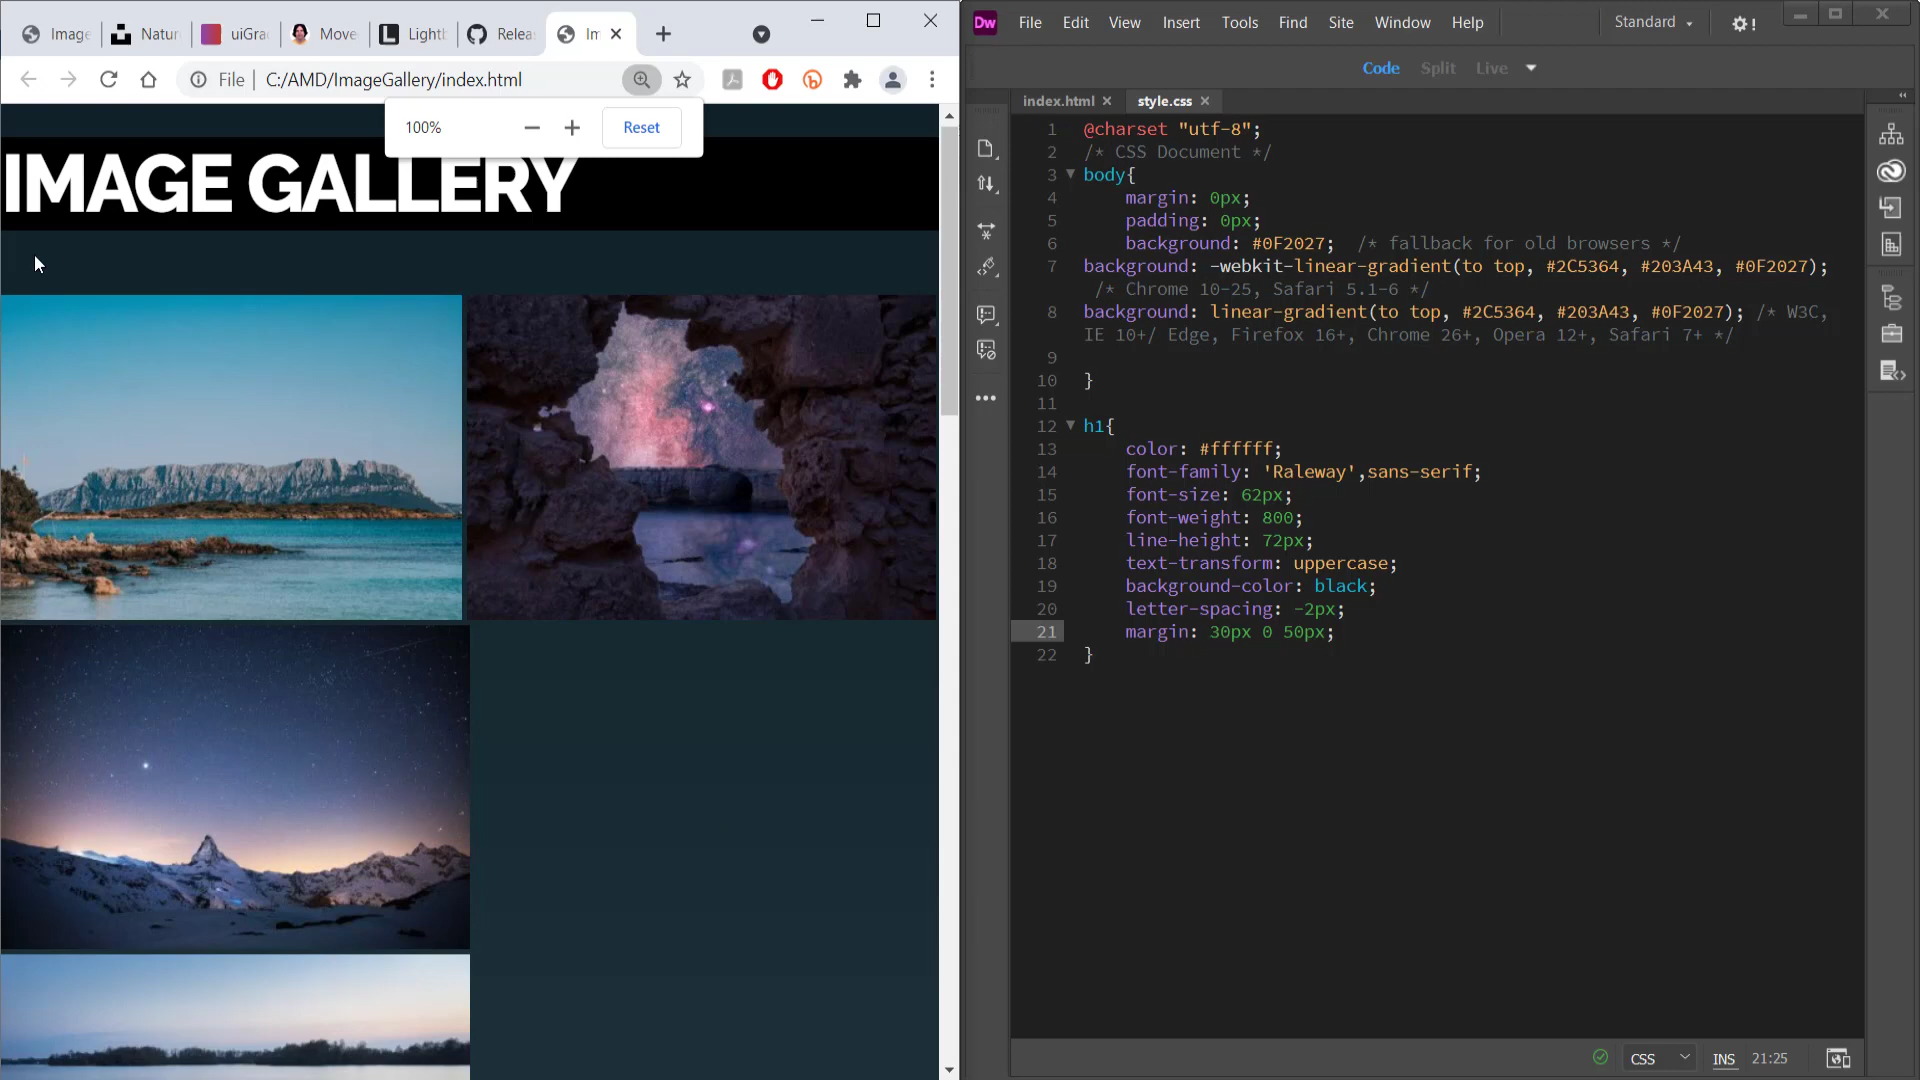 Image
Natur
uiGra
Move
Light
Relea
Im
File
C:/AMD/ImageGallery/index.html
100%
Reset
IMAGE GALLERY
Dw
File Edit View Insert Tools Find Site Window Help
Standard
Code Split Live
index.html
style.css
1 @charset "utf-8";
2 /* CSS Document */
3 body{
4 margin: 0px;
5 padding: 0px;
6 background: #0F2027; /* fallback for old browsers */
7 background: -webkit-linear-gradient(to top, #2C5364, #203A43, #0F2027);
/* Chrome 10-25, Safari 5.1-6 */
8 background: linear-gradient(to top, #2C5364, #203A43, #0F2027); /* W3C,
IE 10+/ Edge, Firefox 16+, Chrome 26+, Opera 12+, Safari 7+ */
9
10 }
11
12 h1{
13 color: #ffffff;
14 font-family: 'Raleway',sans-serif;
15 font-size: 62px;
16 font-weight: 800;
17 line-height: 72px;
18 text-transform: uppercase;
19 background-color: black;
20 letter-spacing: -2px;
21 margin: 30px 0 50px;
22 }
CSS
INS
21:25